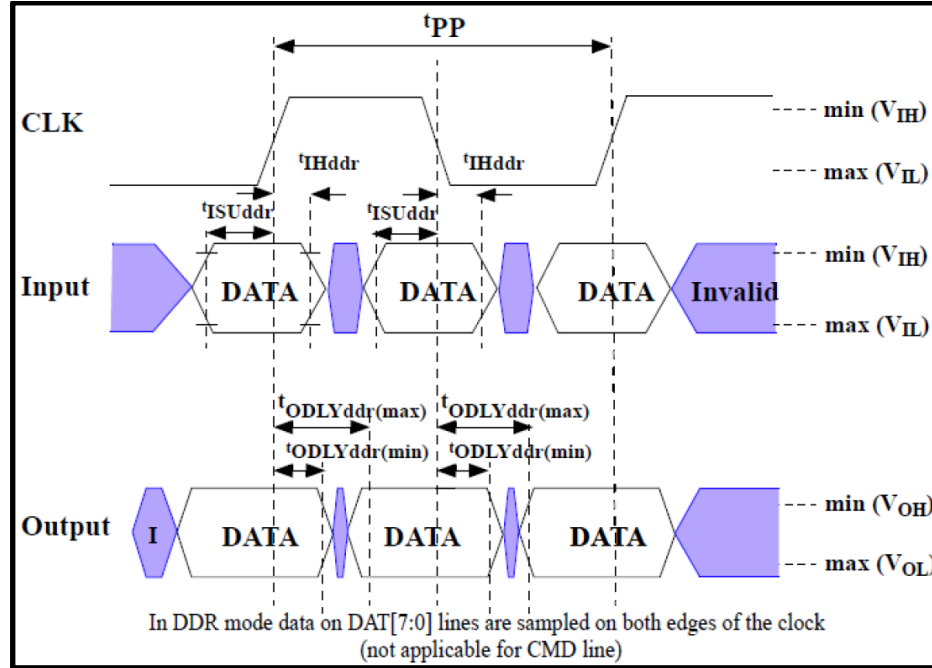 tPP
CLK
min (VIH)
tIHddr
tIHddr
max (VIL)
tISUddr
tISUddr
Input
DATA
DATA
DATA
Invalid
min (VIH)
max (VIL)
tODLYddr(max)
tODLYddr(max)
tODLYddr(min)
tODLYddr(min)
Output
I
DATA
DATA
DATA
min (VOH)
max (VOL)
In DDR mode data on DAT[7:0] lines are sampled on both edges of the clock
(not applicable for CMD line)